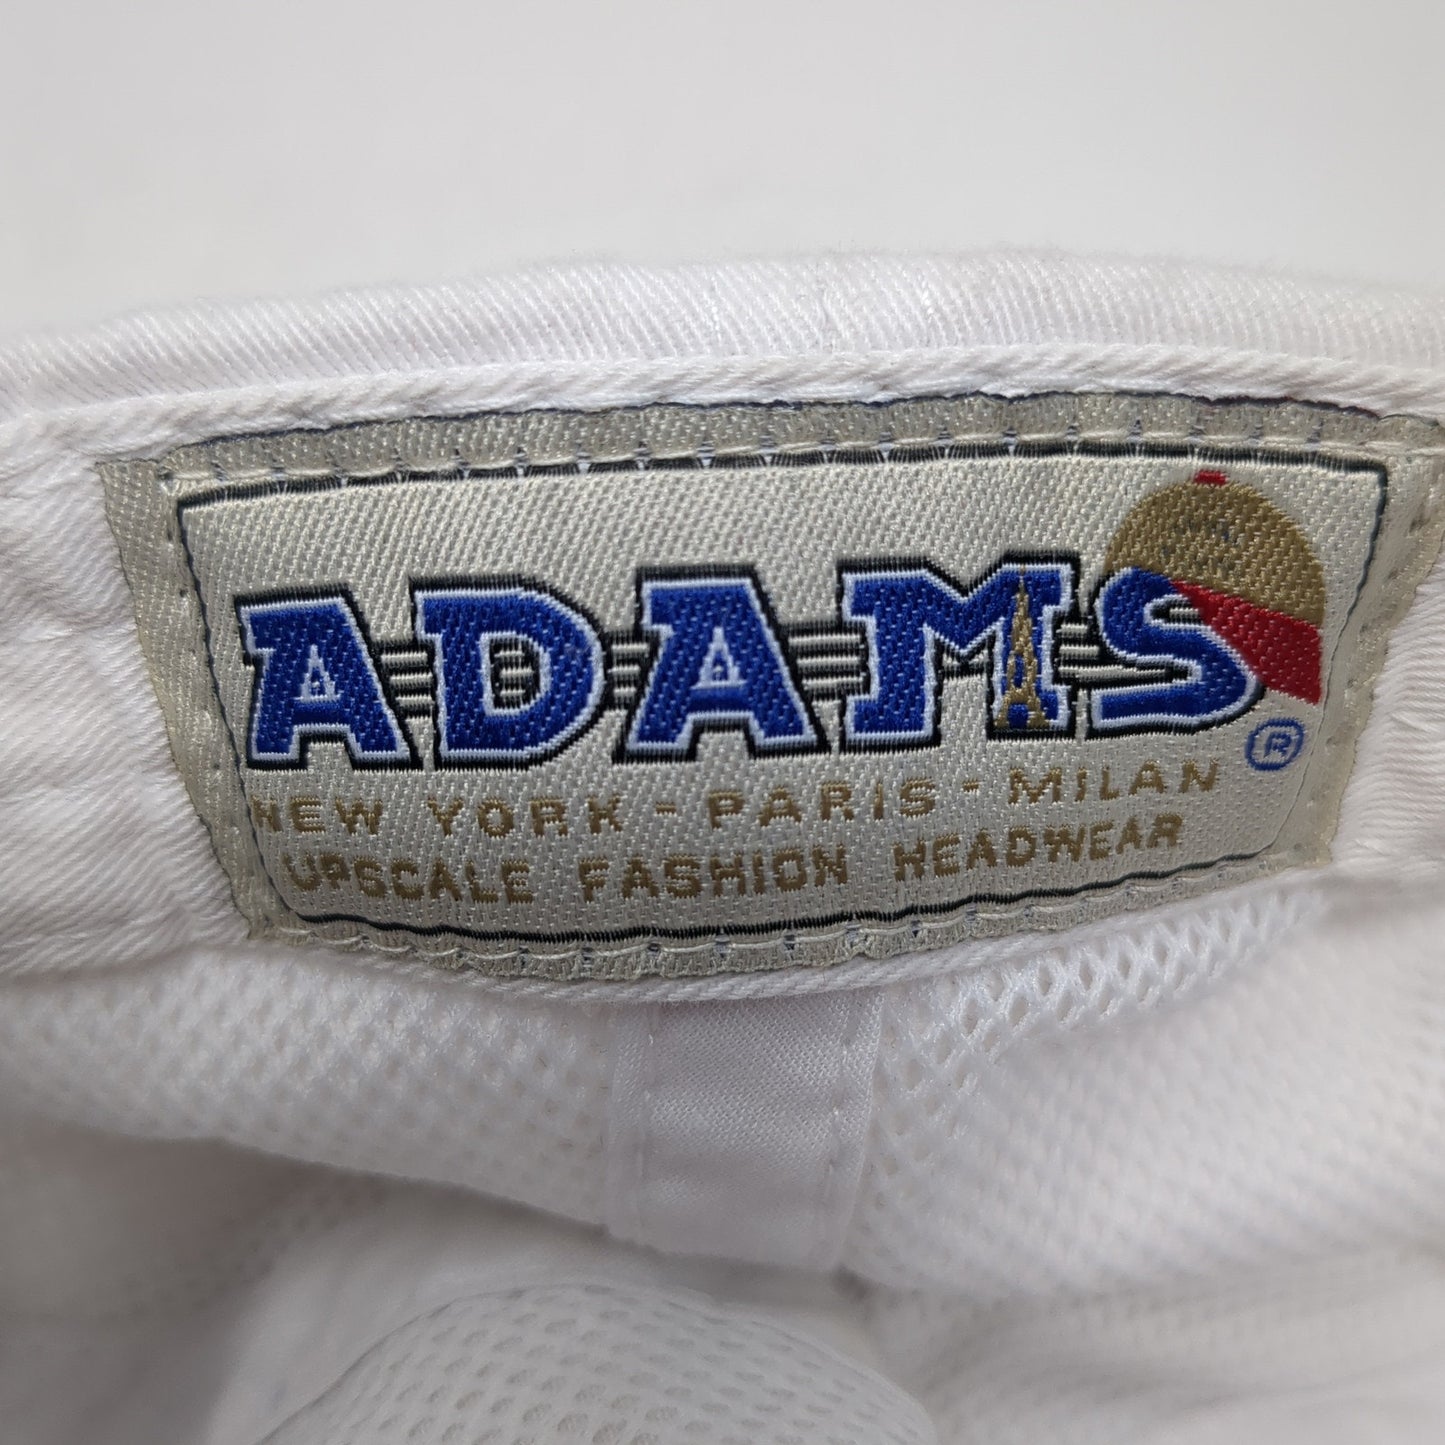 ADAMS
®
NEW YORK - PARIS - MILAN
UPSCALE FASHION HEADWEAR